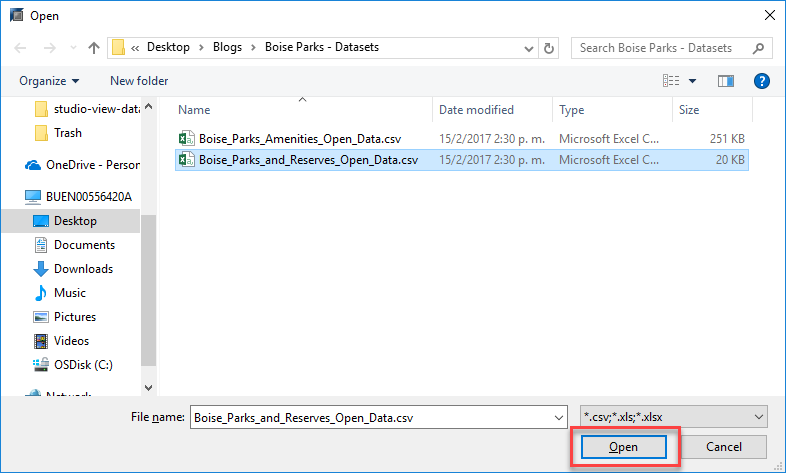 Open
« Desktop > Blogs > Boise Parks - Datasets
Search Boise Parks - Datasets
Organize
New folder
?
Name
Date modified
Type
Size
studio-view-dat
Trash
OneDrive - Person
BUEN00556420A
Desktop
Documents
Downloads
Music
Pictures
Videos
OSDisk (C:)
Network
Boise_Parks_Amenities_Open_Data.csv 15/2/2017 2:30 p. m. Microsoft Excel C... 251 KB
Boise_Parks_and_Reserves_Open_Data.csv 15/2/2017 2:30 p. m. Microsoft Excel C... 20 KB
File name:
Boise_Parks_and_Reserves_Open_Data.csv
*.csv;*.xls;*.xlsx
Open
Cancel